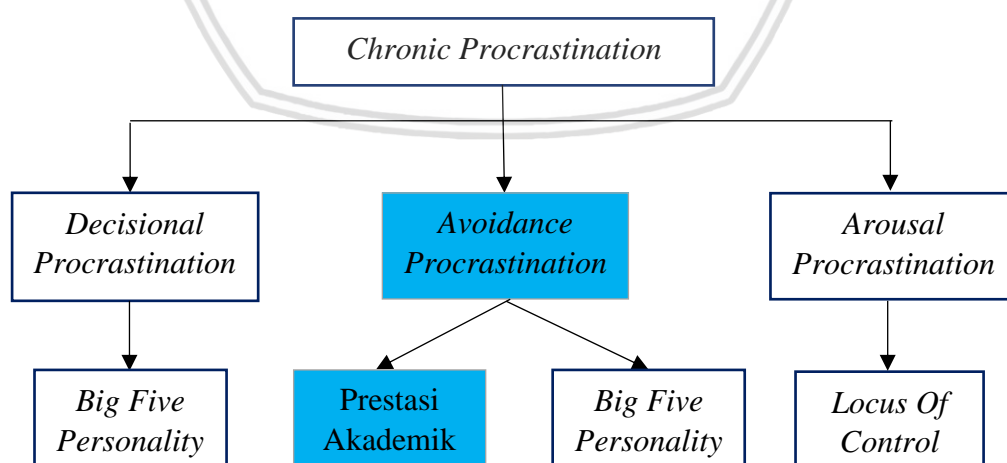 Chronic Procrastination
Decisional
Procrastination
Avoidance
Procrastination
Arousal
Procrastination
Big Five
Personality
Prestasi
Akademik
Big Five
Personality
Locus Of
Control